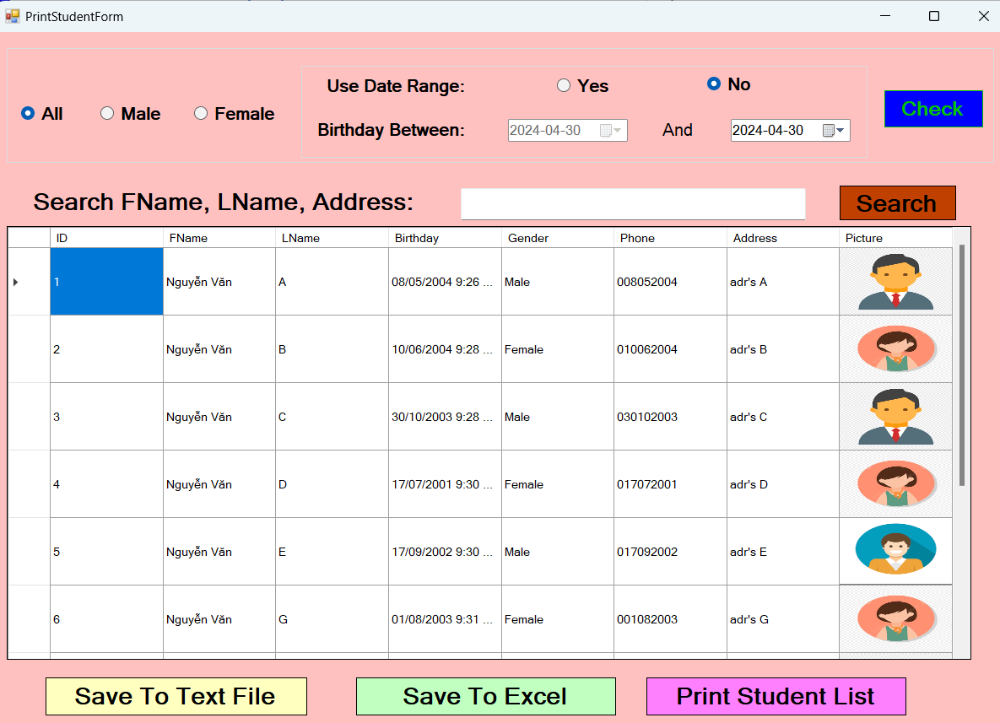 PrintStudentForm
Use Date Range: Yes No
All Male Female
Check
Birthday Between: 2024-04-30 And 2024-04-30
Search FName, LName, Address: Search
ID FName LName Birthday Gender Phone Address Picture
1 Nguyễn Văn A 08/05/2004 9:26 ... Male 008052004 adr's A
2 Nguyễn Văn B 10/06/2004 9:28 ... Female 010062004 adr's B
3 Nguyễn Văn C 30/10/2003 9:28 ... Male 030102003 adr's C
4 Nguyễn Văn D 17/07/2001 9:30 ... Female 017072001 adr's D
5 Nguyễn Văn E 17/09/2002 9:30 ... Male 017092002 adr's E
6 Nguyễn Văn G 01/08/2003 9:31 ... Female 001082003 adr's G
Save To Text File Save To Excel Print Student List